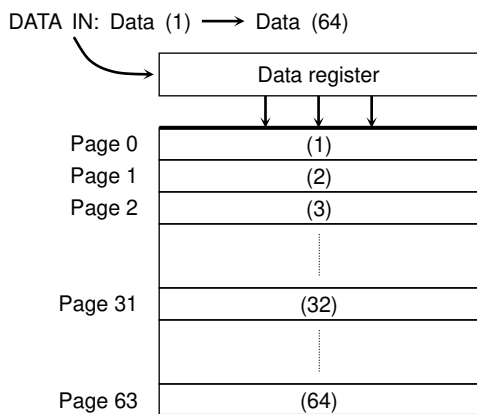 DATA IN: Data (1) ⟶ Data (64)
Data register
Page 0 (1)
Page 1 (2)
Page 2 (3)
Page 31 (32)
Page 63 (64)